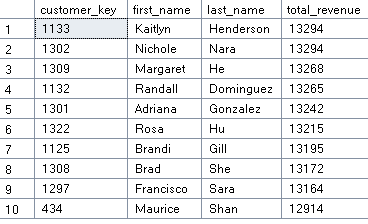 customer_key first_name last_name total_revenue
1 1133 Kaitlyn Henderson 13294
2 1302 Nichole Nara 13294
3 1309 Margaret He 13268
4 1132 Randall Dominguez 13265
5 1301 Adriana Gonzalez 13242
6 1322 Rosa Hu 13215
7 1125 Brandi Gill 13195
8 1308 Brad She 13172
9 1297 Francisco Sara 13164
10 434 Maurice Shan 12914